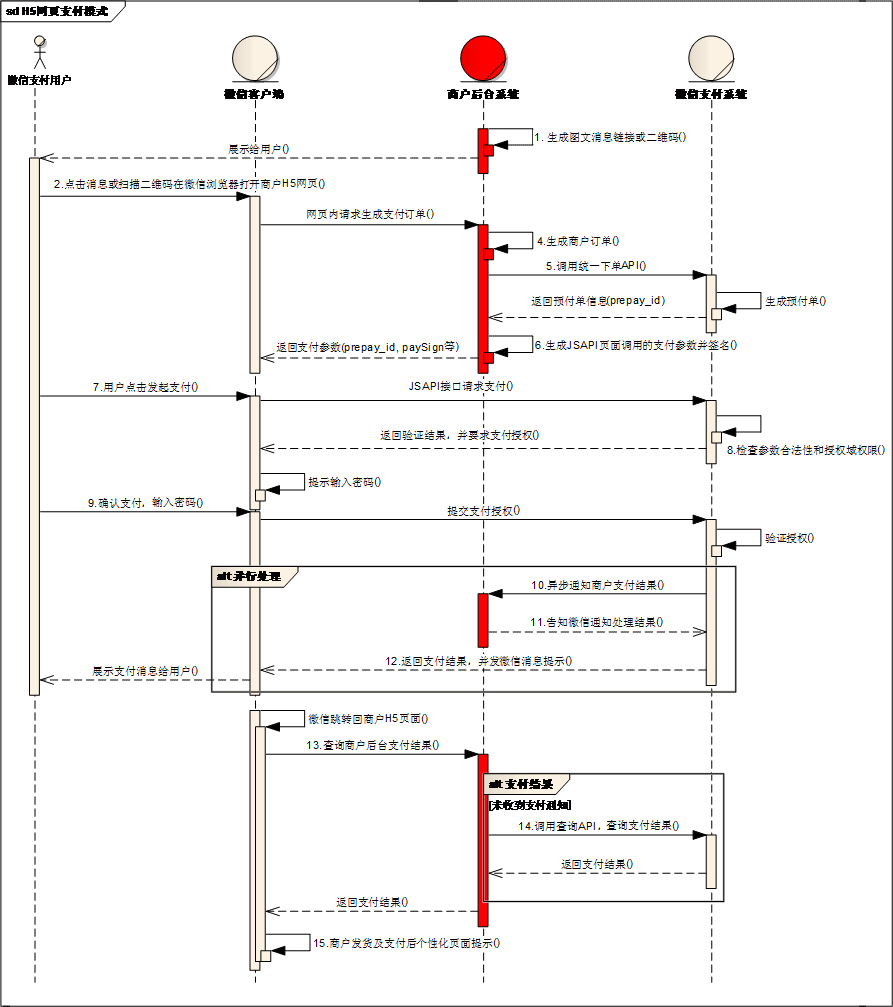 sd H5网页支付模式
微信支付用户
微信客户端
商户后台系统
微信支付系统
1. 生成图文消息链接或二维码()
展示给用户()
2.点击消息或扫描二维码在微信浏览器打开商户H5网页()
网页内请求生成支付订单()
4.生成商户订单()
5.调用统一下单API()
返回预付单信息(prepay_id)
生成预付单()
返回支付参数(prepay_id, paySign等)
6.生成JSAPI页面调用的支付参数并签名()
7.用户点击发起支付()
JSAPI接口请求支付()
返回验证结果，并要求支付授权()
8.检查参数合法性和授权域权限()
提示输入密码()
9.确认支付，输入密码()
提交支付授权()
验证授权()
alt 并行处理
10.异步通知商户支付结果()
11.告知微信通知处理结果()
12.返回支付结果，并发微信消息提示()
展示支付消息给用户()
微信跳转回商户H5页面()
13.查询商户后台支付结果()
alt 支付结果
[未收到支付通知]
14.调用查询API，查询支付结果()
返回支付结果()
返回支付结果()
15.商户发货及支付后个性化页面提示()